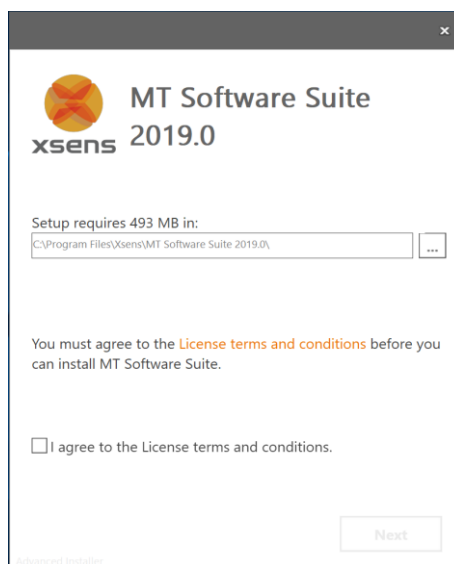 MT Software Suite
2019.0
xsens
Setup requires 493 MB in:
C:\Program Files\Xsens\MT Software Suite 2019.0\
...
You must agree to the License terms and conditions before you
can install MT Software Suite.
I agree to the License terms and conditions.
Next
Advanced Installer